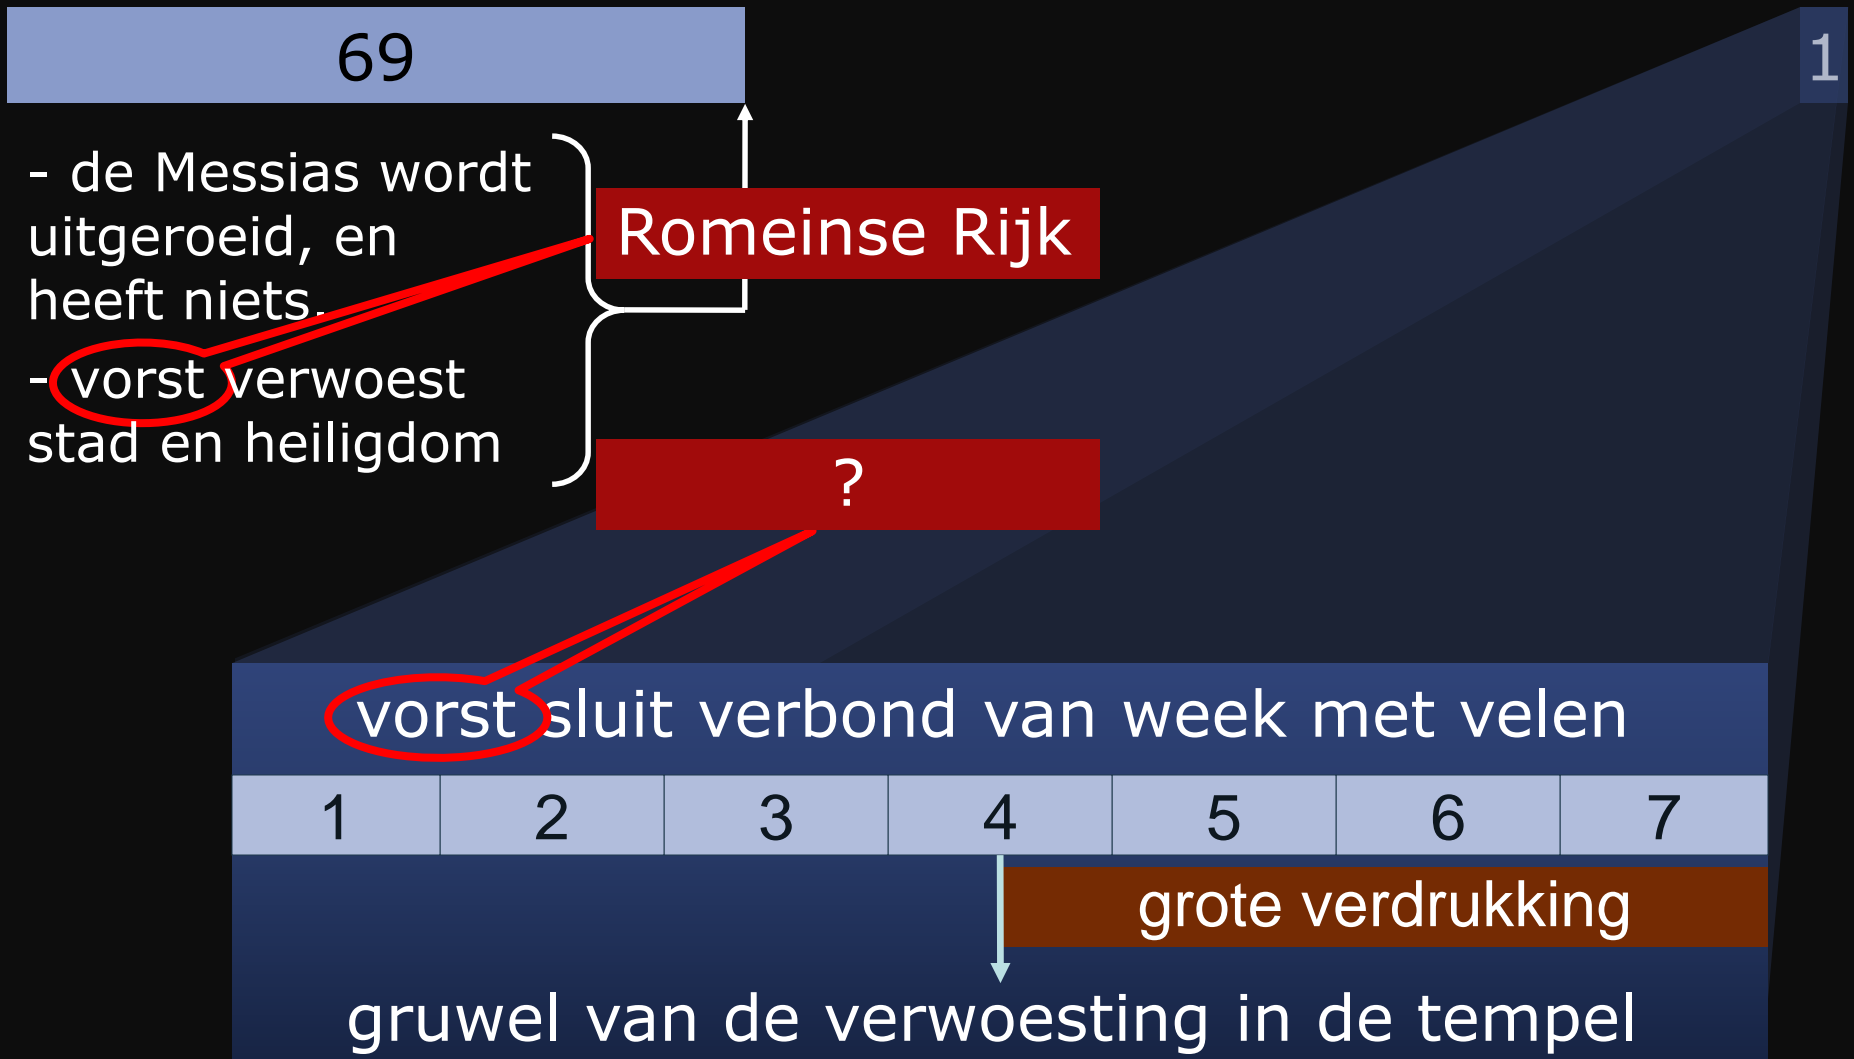 69
1
- de Messias wordt
uitgeroeid, en
heeft niets.
- vorst verwoest
stad en heiligdom
Romeinse Rijk
?
vorst sluit verbond van week met velen
1 2 3 4 5 6 7
grote verdrukking
gruwel van de verwoesting in de tempel